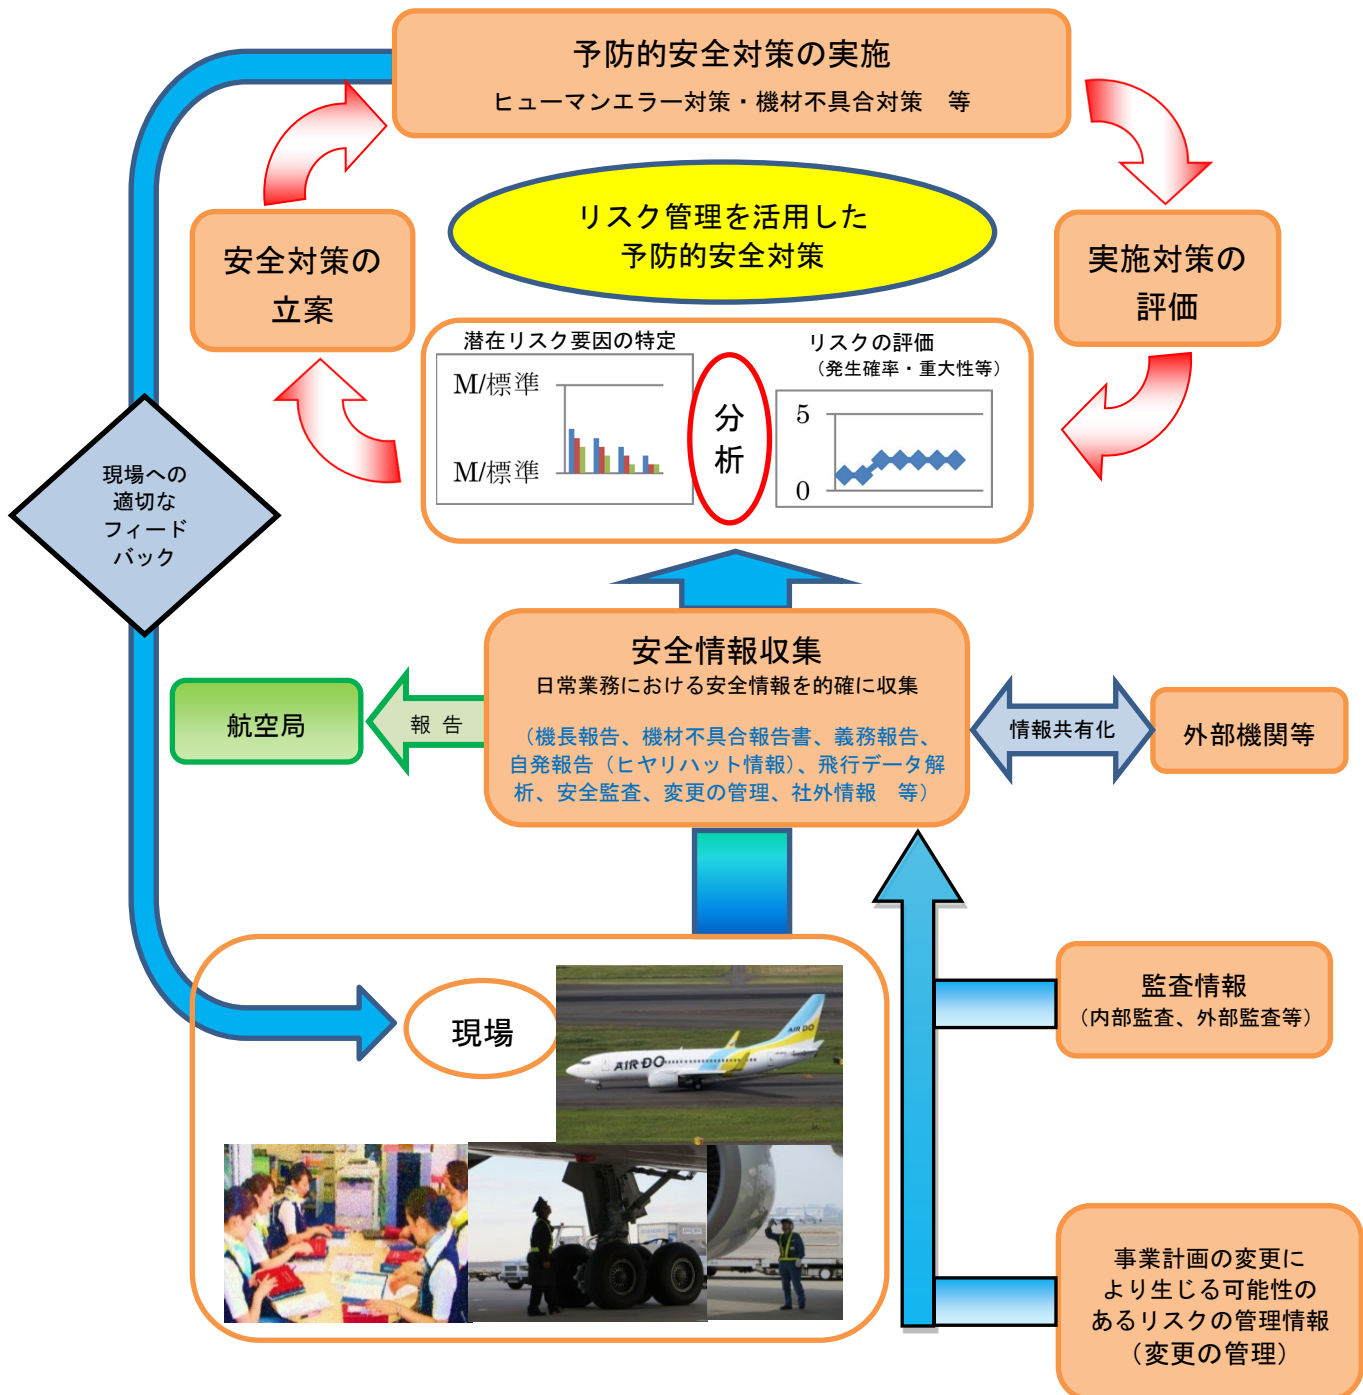 予防的安全対策の実施
ヒューマンエラー対策・機材不具合対策　等
リスク管理を活用した
予防的安全対策
安全対策の
立案
実施対策の
評価
潜在リスク要因の特定
M/標準
M/標準
分
析
リスクの評価
（発生確率・重大性等）
5
0
現場への
適切な
フィード
バック
安全情報収集
日常業務における安全情報を的確に収集
（機長報告、機材不具合報告書、義務報告、
自発報告（ヒヤリハット情報）、飛行データ解
析、安全監査、変更の管理、社外情報　等）
航空局
報 告
情報共有化
外部機関等
現場
AIR DO
AIR DO
監査情報
（内部監査、外部監査等）
事業計画の変更に
より生じる可能性の
あるリスクの管理情報
（変更の管理）